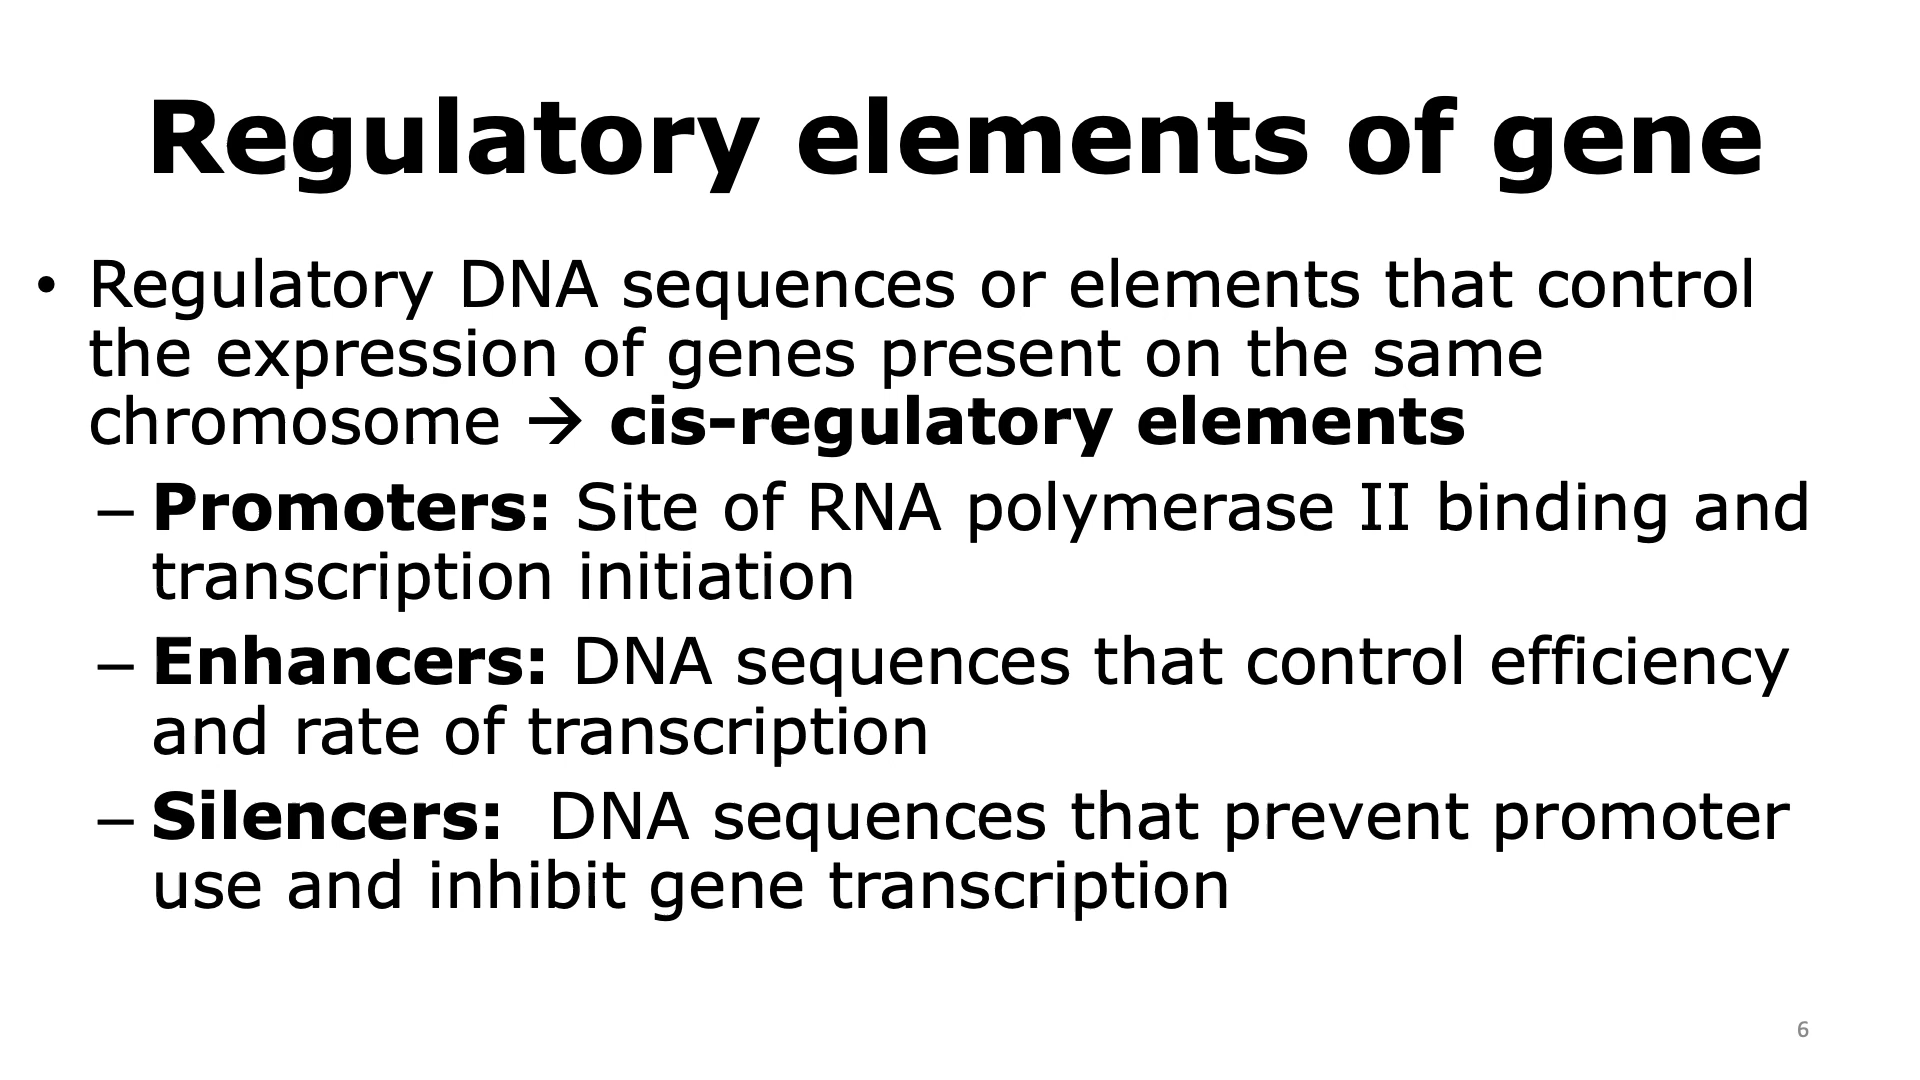 Regulatory elements of gene
• Regulatory DNA sequences or elements that control
the expression of genes present on the same
chromosome → cis-regulatory elements
– Promoters: Site of RNA polymerase II binding and
transcription initiation
– Enhancers: DNA sequences that control efficiency
and rate of transcription
– Silencers:  DNA sequences that prevent promoter
use and inhibit gene transcription
6